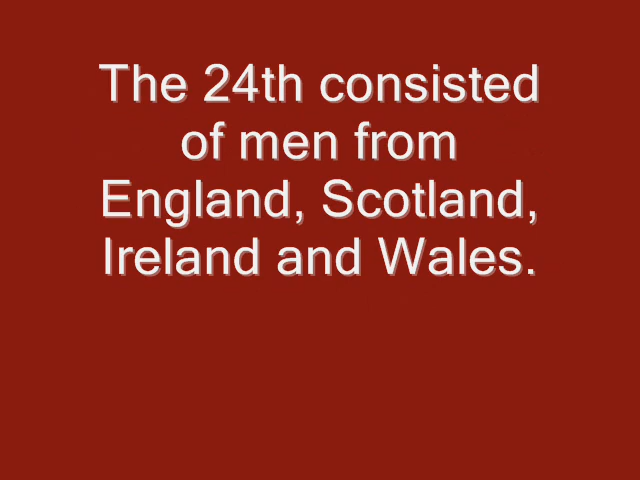 The 24th consisted
of men from
England, Scotland,
Ireland and Wales.